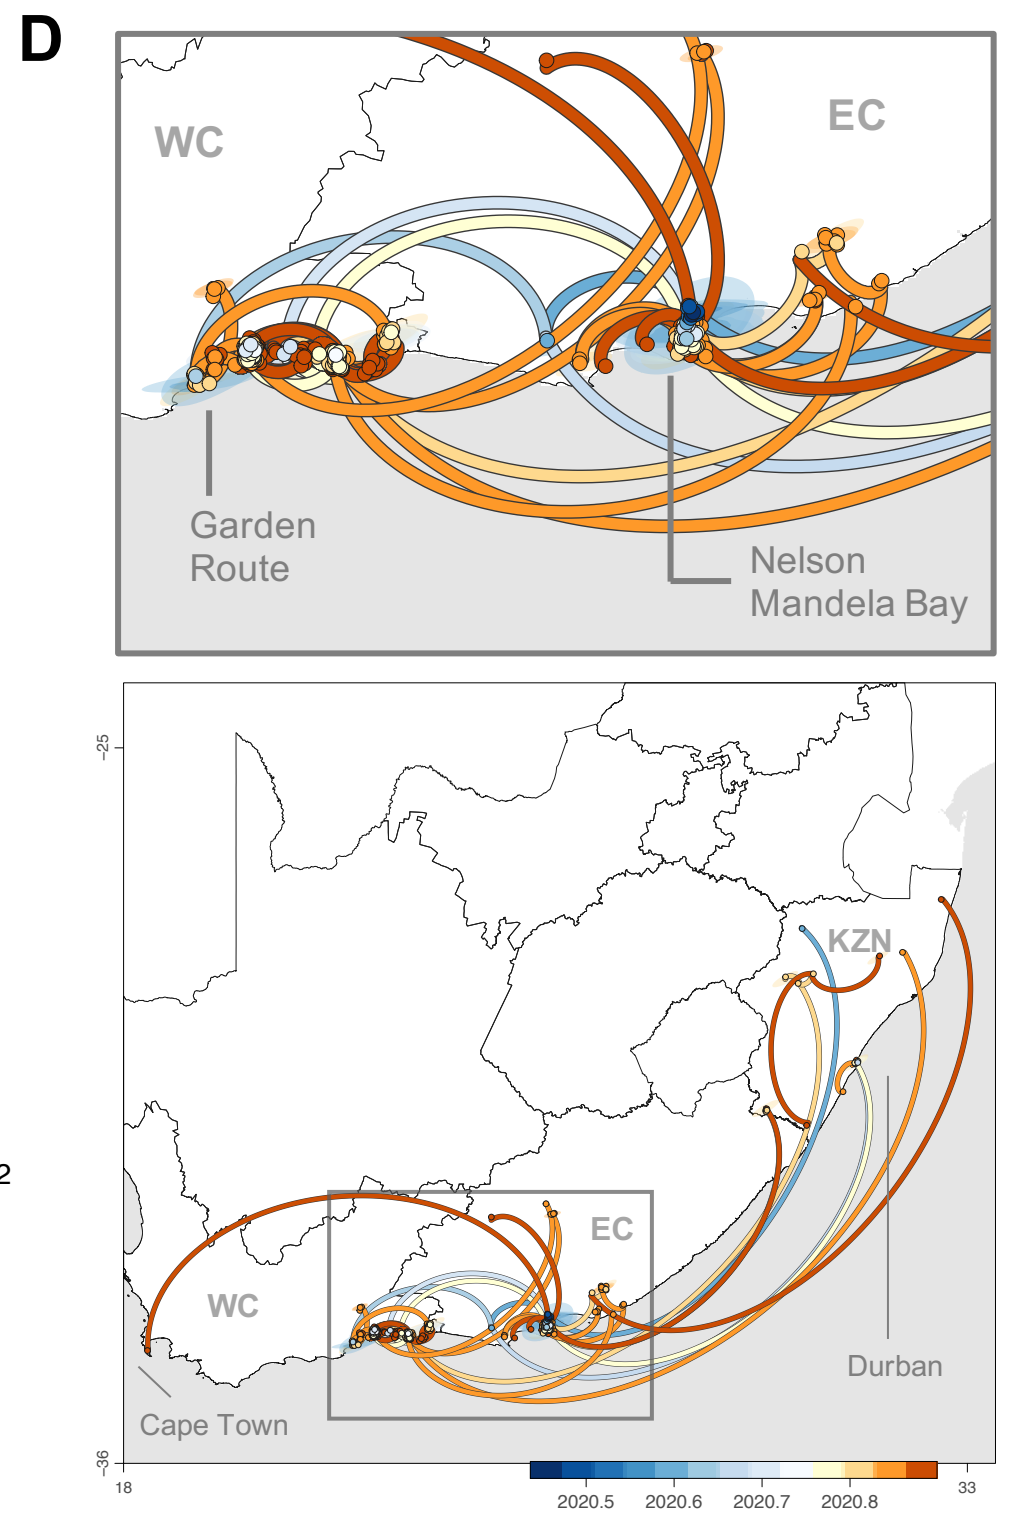 D
WC
EC
Garden
Route
Nelson
Mandela Bay
−25
KZN
2
EC
WC
Durban
Cape Town
−36
18
33
2020.5
2020.6
2020.7
2020.8